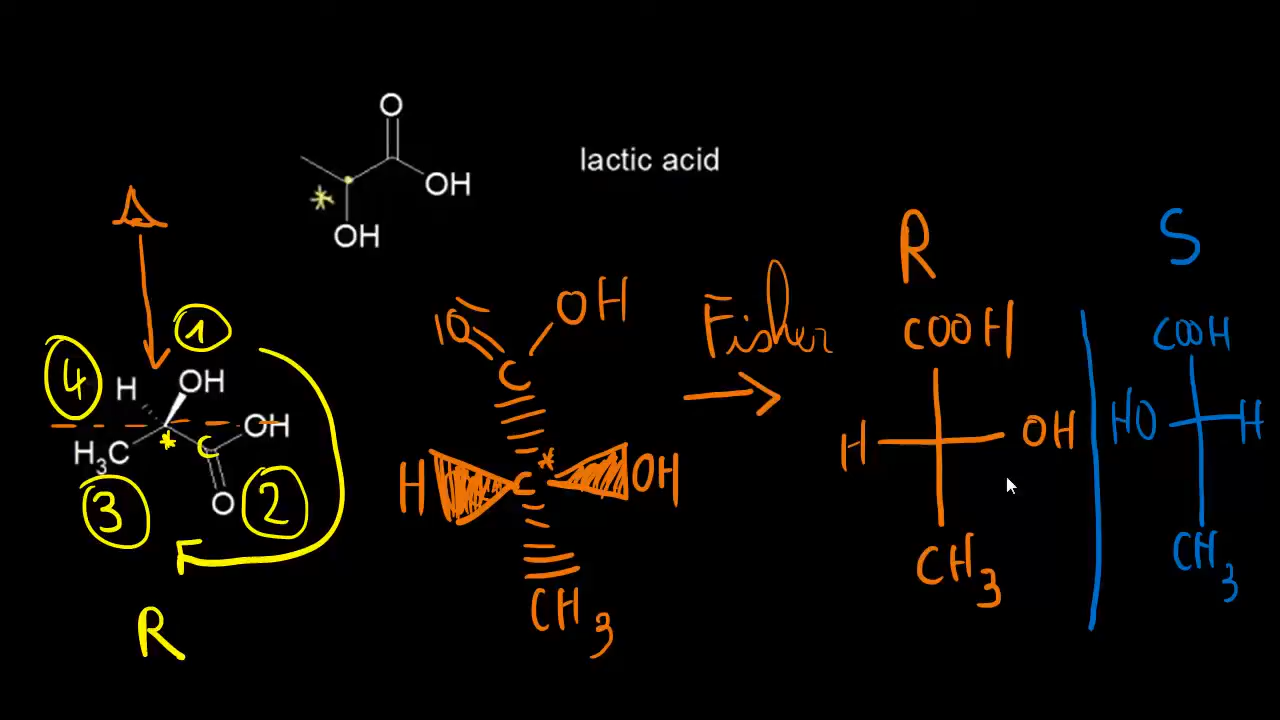 O
OH
OH
lactic acid
*
1
4
H
OH
OH
H₃C
*
C
O
3
2
R
|O|
OH
C
H
C
*
OH
CH₃
Fisher
R
COOH
H
OH
CH₃
S
COOH
HO
H
CH₃